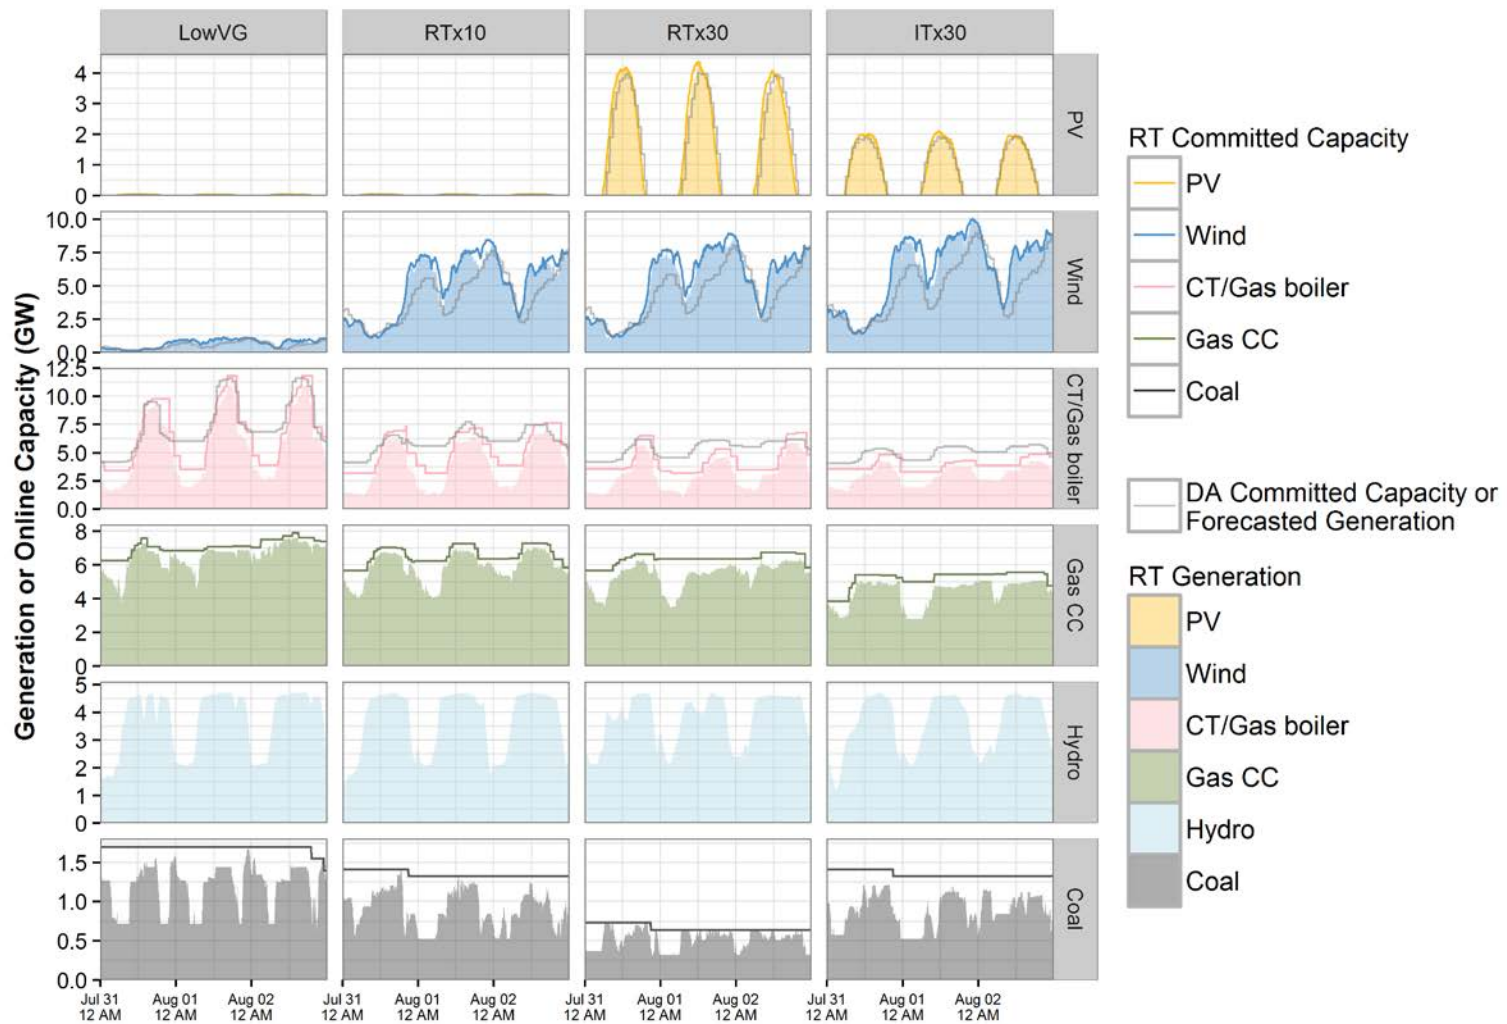 LowVG
RTx10
RTx30
ITx30
Generation or Online Capacity (GW)
4
3
2
1
0
PV
10.0
7.5
5.0
2.5
0.0
Wind
12.5
10.0
7.5
5.0
2.5
0.0
CT/Gas boiler
8
6
4
2
0
Gas CC
5
4
3
2
1
0
Hydro
1.5
1.0
0.5
0.0
Coal
Jul 31 Aug 01 Aug 02 Jul 31 Aug 01 Aug 02 Jul 31 Aug 01 Aug 02 Jul 31 Aug 01 Aug 02
12 AM 12 AM 12 AM 12 AM 12 AM 12 AM 12 AM 12 AM 12 AM 12 AM 12 AM 12 AM
RT Committed Capacity
PV
Wind
CT/Gas boiler
Gas CC
Coal
DA Committed Capacity or
Forecasted Generation
RT Generation
PV
Wind
CT/Gas boiler
Gas CC
Hydro
Coal